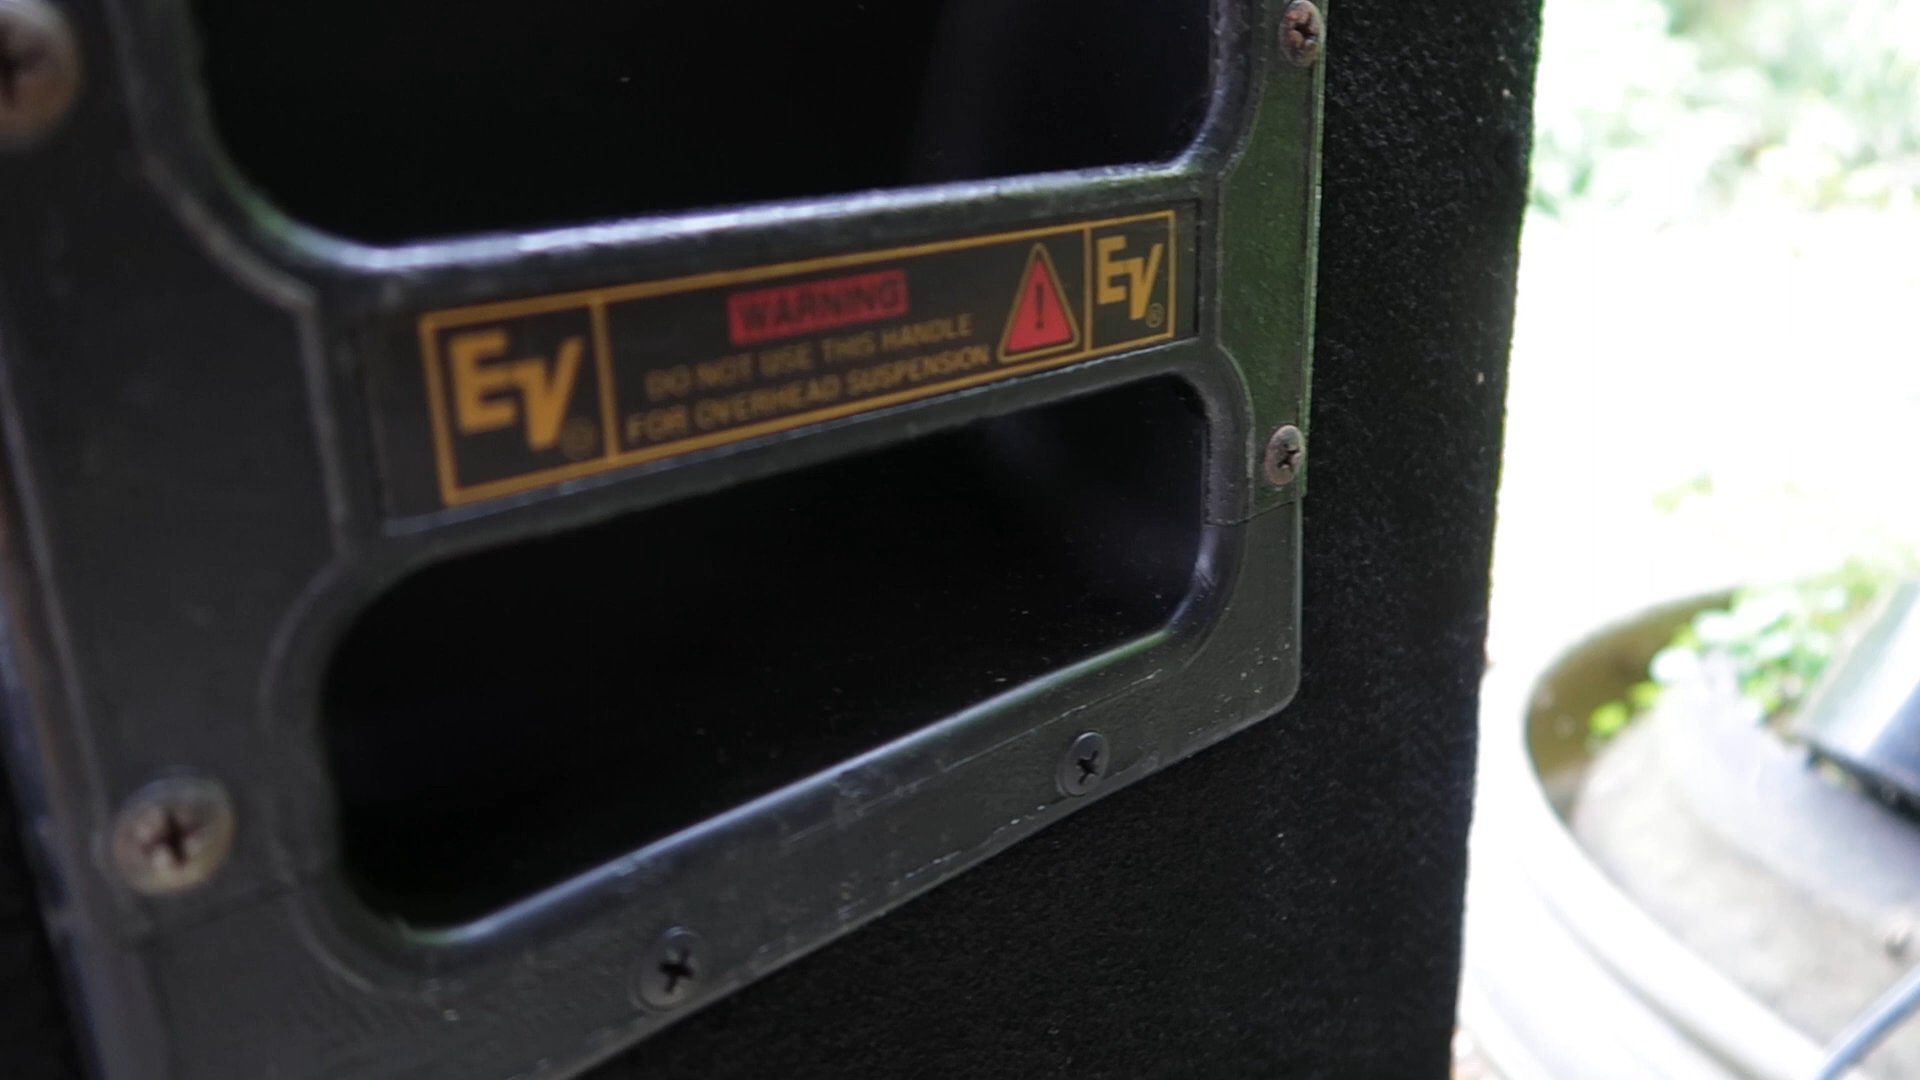 EV®
WARNING
DO NOT USE THIS HANDLE
FOR OVERHEAD SUSPENSION
!
EV®